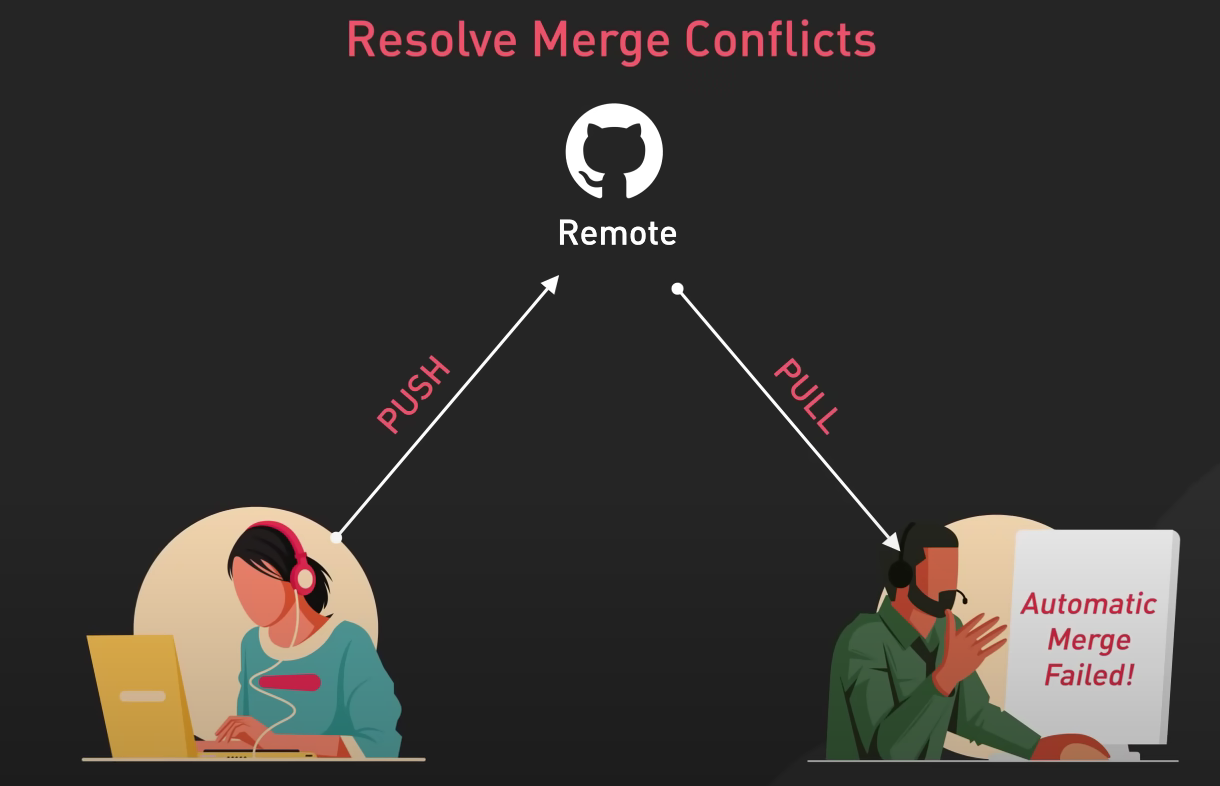 Resolve Merge Conflicts
Remote
PUSH
PULL
Automatic
Merge
Failed!